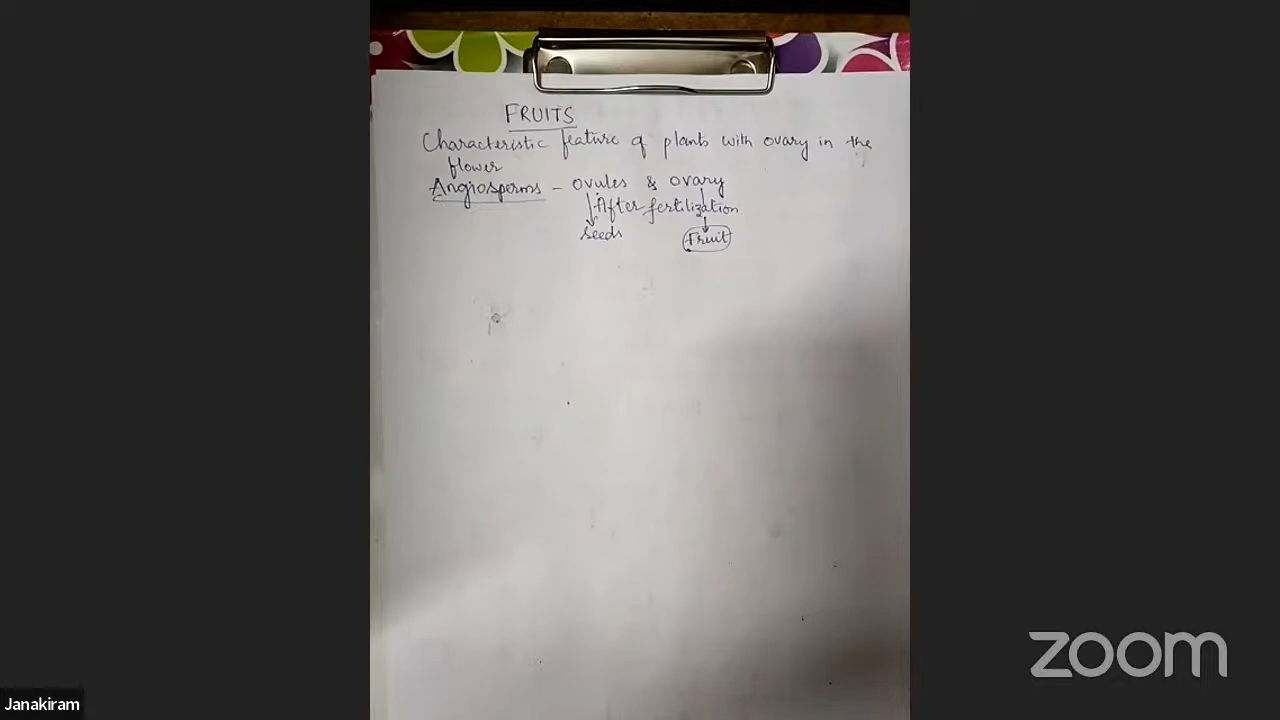 FRUITS
Characteristic feature of plants with ovary in the
flower
Angiosperms - ovules & ovary
After fertilization
seeds Fruit
zoom
Janakiram